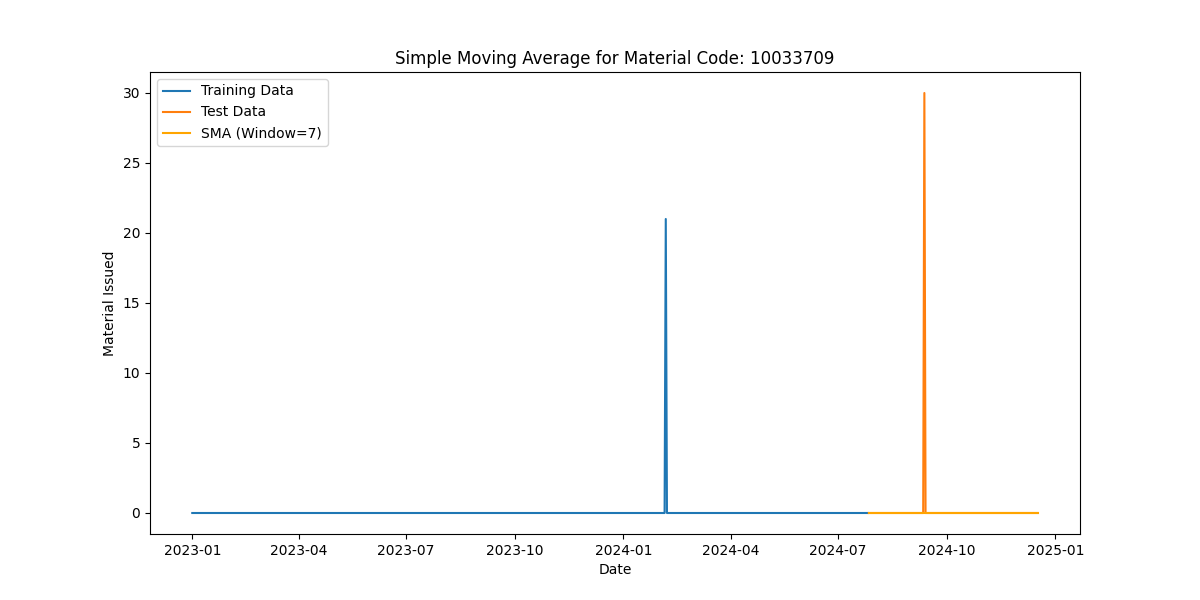 Simple Moving Average for Material Code: 10033709
Training Data
Test Data
SMA (Window=7)
Material Issued
30
25
20
15
10
5
0
2023-01 2023-04 2023-07 2023-10 2024-01 2024-04 2024-07 2024-10 2025-01
Date